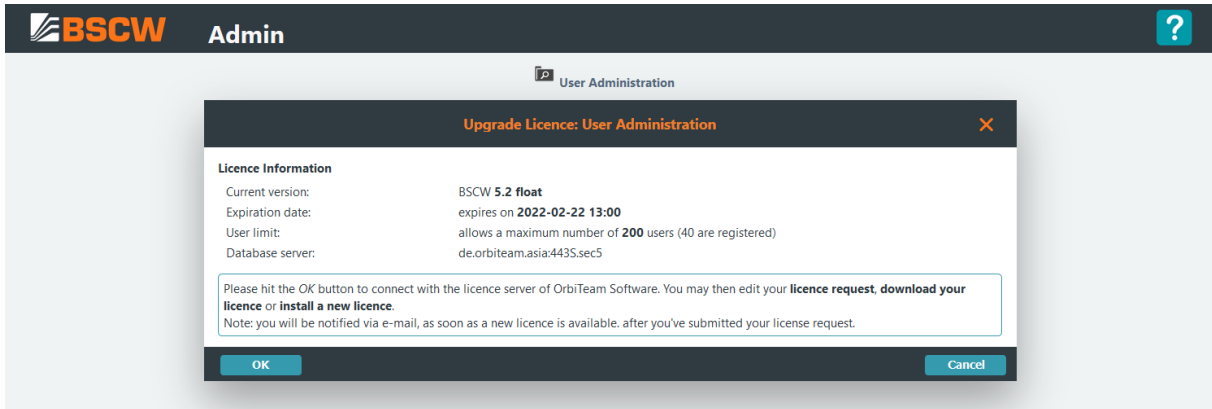 BSCW Admin ?
User Administration
Upgrade Licence: User Administration
Licence Information
Current version: BSCW 5.2 float
Expiration date: expires on 2022-02-22 13:00
User limit: allows a maximum number of 200 users (40 are registered)
Database server: de.orbiteam.asia:443S.sec5
Please hit the OK button to connect with the licence server of OrbiTeam Software. You may then edit your licence request, download your
licence or install a new licence.
Note: you will be notified via e-mail, as soon as a new licence is available. after you've submitted your license request.
OK Cancel